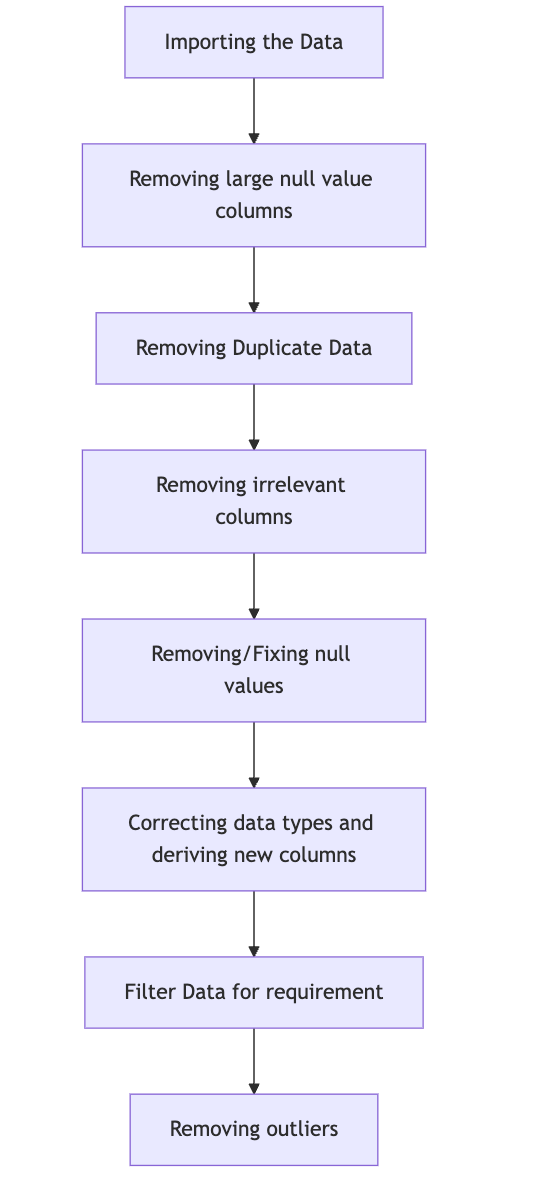 Importing the Data
Removing large null value
columns
Removing Duplicate Data
Removing irrelevant
columns
Removing/Fixing null
values
Correcting data types and
deriving new columns
Filter Data for requirement
Removing outliers